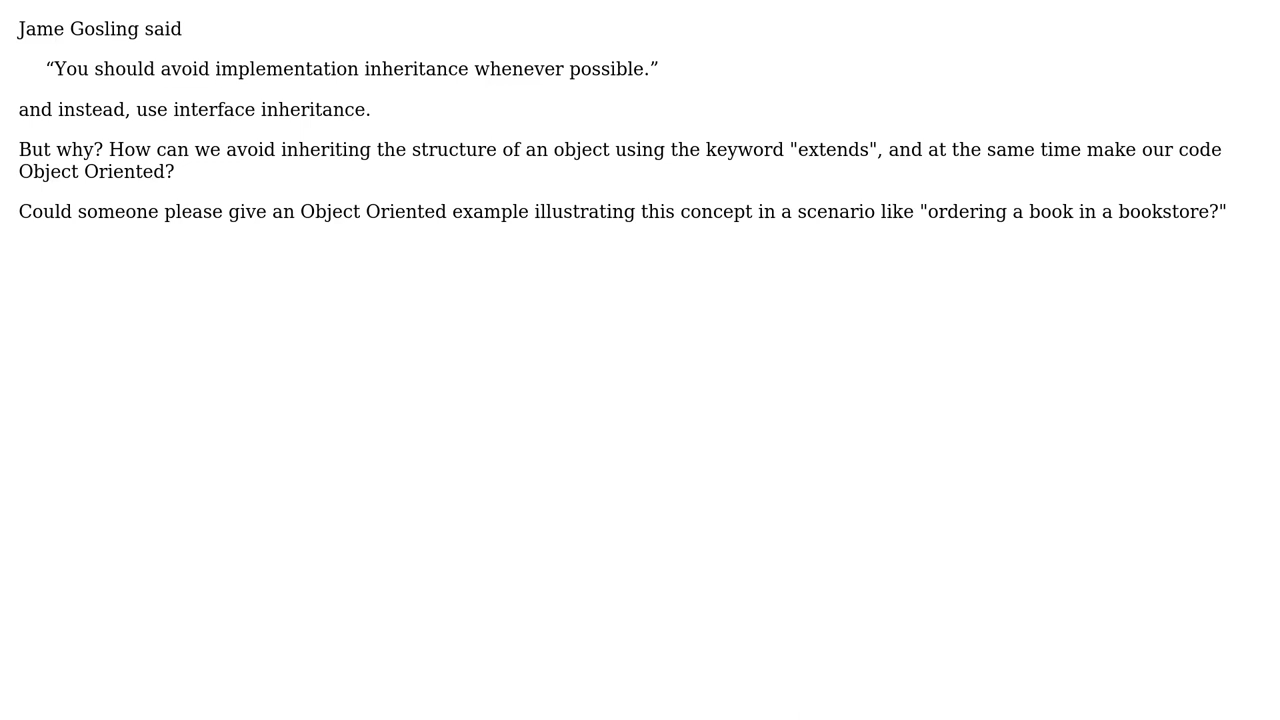 Jame Gosling said
“You should avoid implementation inheritance whenever possible.”
and instead, use interface inheritance.
But why? How can we avoid inheriting the structure of an object using the keyword "extends", and at the same time make our code
Object Oriented?
Could someone please give an Object Oriented example illustrating this concept in a scenario like "ordering a book in a bookstore?"